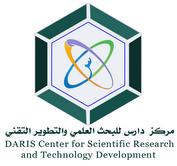 مركز دارس للبحث العلمي والتطوير التقني
DARIS Center for Scientific Research
and Technology Development